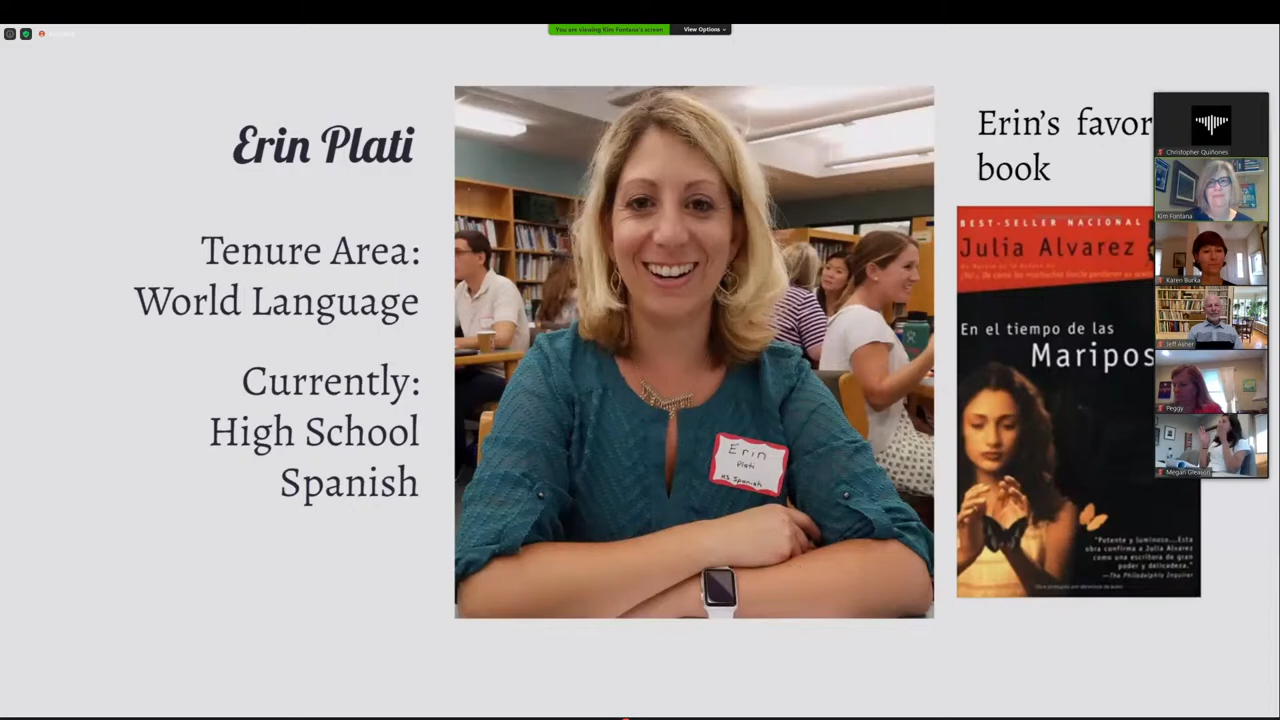 You are viewing Kim Fontana's screen
View Options
Erin Plati
Tenure Area:
World Language
Currently:
High School
Spanish
Erin
Plati
HS Spanish
Erin's favor
book
BEST-SELLER NACIONAL
Julia Alvarez
En el tiempo de las
Maripos
"Potente y luminoso...Esta
obra confirma a Julia Alvarez
como una escritora de gran
poder y delicadeza."
—The Philadelphia Inquirer
Christopher Quiñones
Kim Fontana
Karen Burka
Jeff Asher
Peggy
Megan Gleason